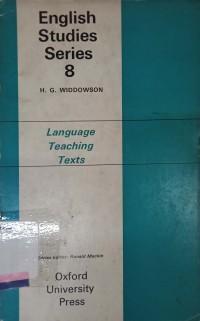 English
Studies
Series
8
H. G. WIDDOWSON
Language
Teaching
Texts
Series editor: Ronald Mackin
Oxford
University
Press